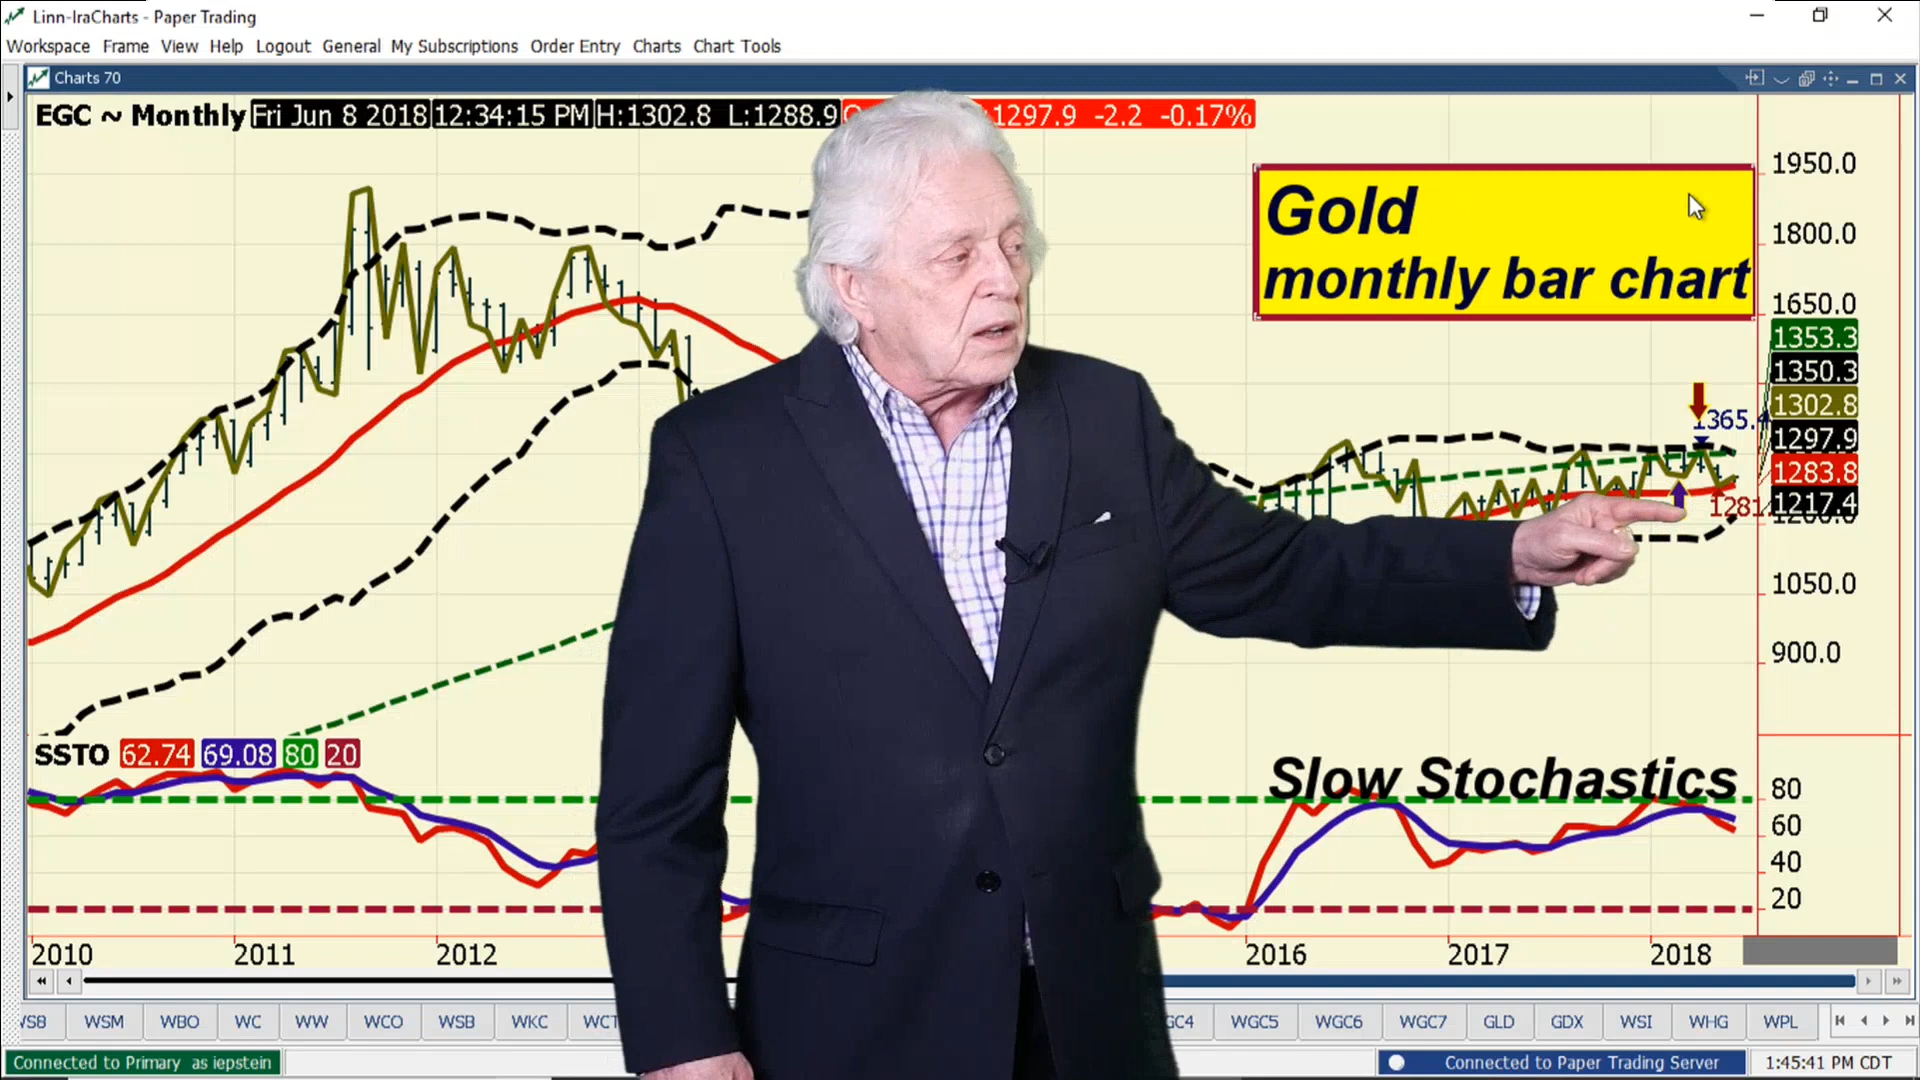 Linn-IraCharts - Paper Trading
Workspace Frame View Help Logout General My Subscriptions Order Entry Charts Chart Tools
Charts 70
EGC ~ Monthly Fri Jun 8 2018 12:34:15 PM H:1302.8 L:1288.9 :1297.9 -2.2 -0.17%
1950.0
Gold
1800.0
monthly bar chart
1650.0
1353.3
1350.3
1302.8
1365.4
1297.9
1283.8
1281.
1217.4
1050.0
900.0
SSTO 62.74 69.08 80 20
Slow Stochastics
80
60
40
20
2010 2011 2012 2016 2017 2018
WSM WBO WC WW WCO WSB WKC WCT GC4 WGC5 WGC6 WGC7 GLD GDX WSI WHG WPL
Connected to Primary as iepstein Connected to Paper Trading Server 1:45:41 PM CDT